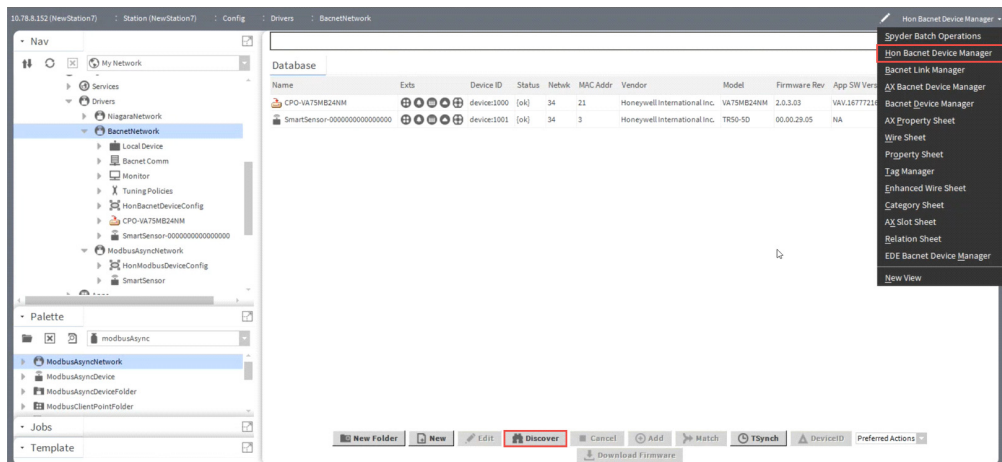 10.78.8.152 (NewStation7) : Station (NewStation7) : Config : Drivers : BacnetNetwork
Hon Bacnet Device Manager
Nav
My Network
Services
Drivers
NiagaraNetwork
BacnetNetwork
Local Device
Bacnet Comm
Monitor
Tuning Policies
HonBacnetDeviceConfig
CPO-VA75MB24NM
SmartSensor-0000000000000000
ModbusAsyncNetwork
HonModbusDeviceConfig
SmartSensor
Palette
modbusAsync
ModbusAsyncNetwork
ModbusAsyncDevice
ModbusAsyncDeviceFolder
ModbusClientPointFolder
Jobs
Template
Database
Name Exts Device ID Status Netwk MAC Addr Vendor Model Firmware Rev App SW Vers
CPO-VA75MB24NM device:1000 {ok} 34 21 Honeywell International Inc. VA75MB24NM 2.0.3.03 VAV.16777216
SmartSensor-0000000000000000 device:1001 {ok} 34 3 Honeywell International Inc. TR50-5D 00.00.29.05 NA
Spyder Batch Operations
Hon Bacnet Device Manager
Bacnet Link Manager
AX Bacnet Device Manager
Bacnet Device Manager
AX Property Sheet
Wire Sheet
Property Sheet
Tag Manager
Enhanced Wire Sheet
Category Sheet
AX Slot Sheet
Relation Sheet
EDE Bacnet Device Manager
New View
New Folder New Edit Discover Cancel Add Match TSynch DeviceID Preferred Actions
Download Firmware